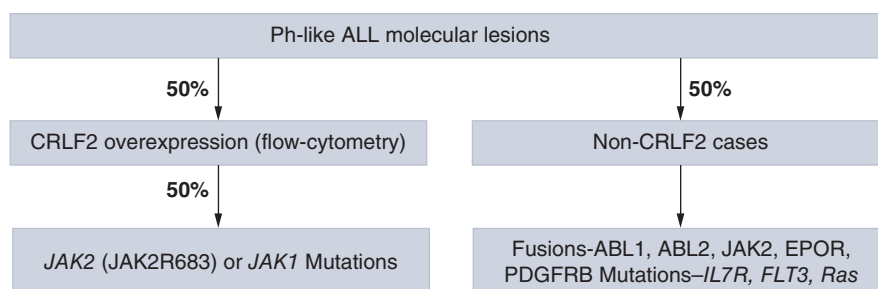 Ph-like ALL molecular lesions
50%
50%
CRLF2 overexpression (flow-cytometry)
Non-CRLF2 cases
50%
JAK2 (JAK2R683) or JAK1 Mutations
Fusions-ABL1, ABL2, JAK2, EPOR,
PDGFRB Mutations–IL7R, FLT3, Ras